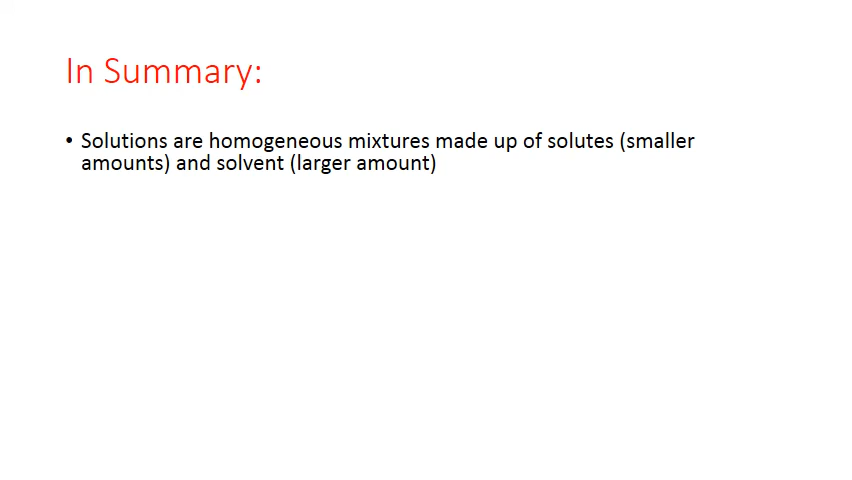 In Summary:
• Solutions are homogeneous mixtures made up of solutes (smaller
amounts) and solvent (larger amount)